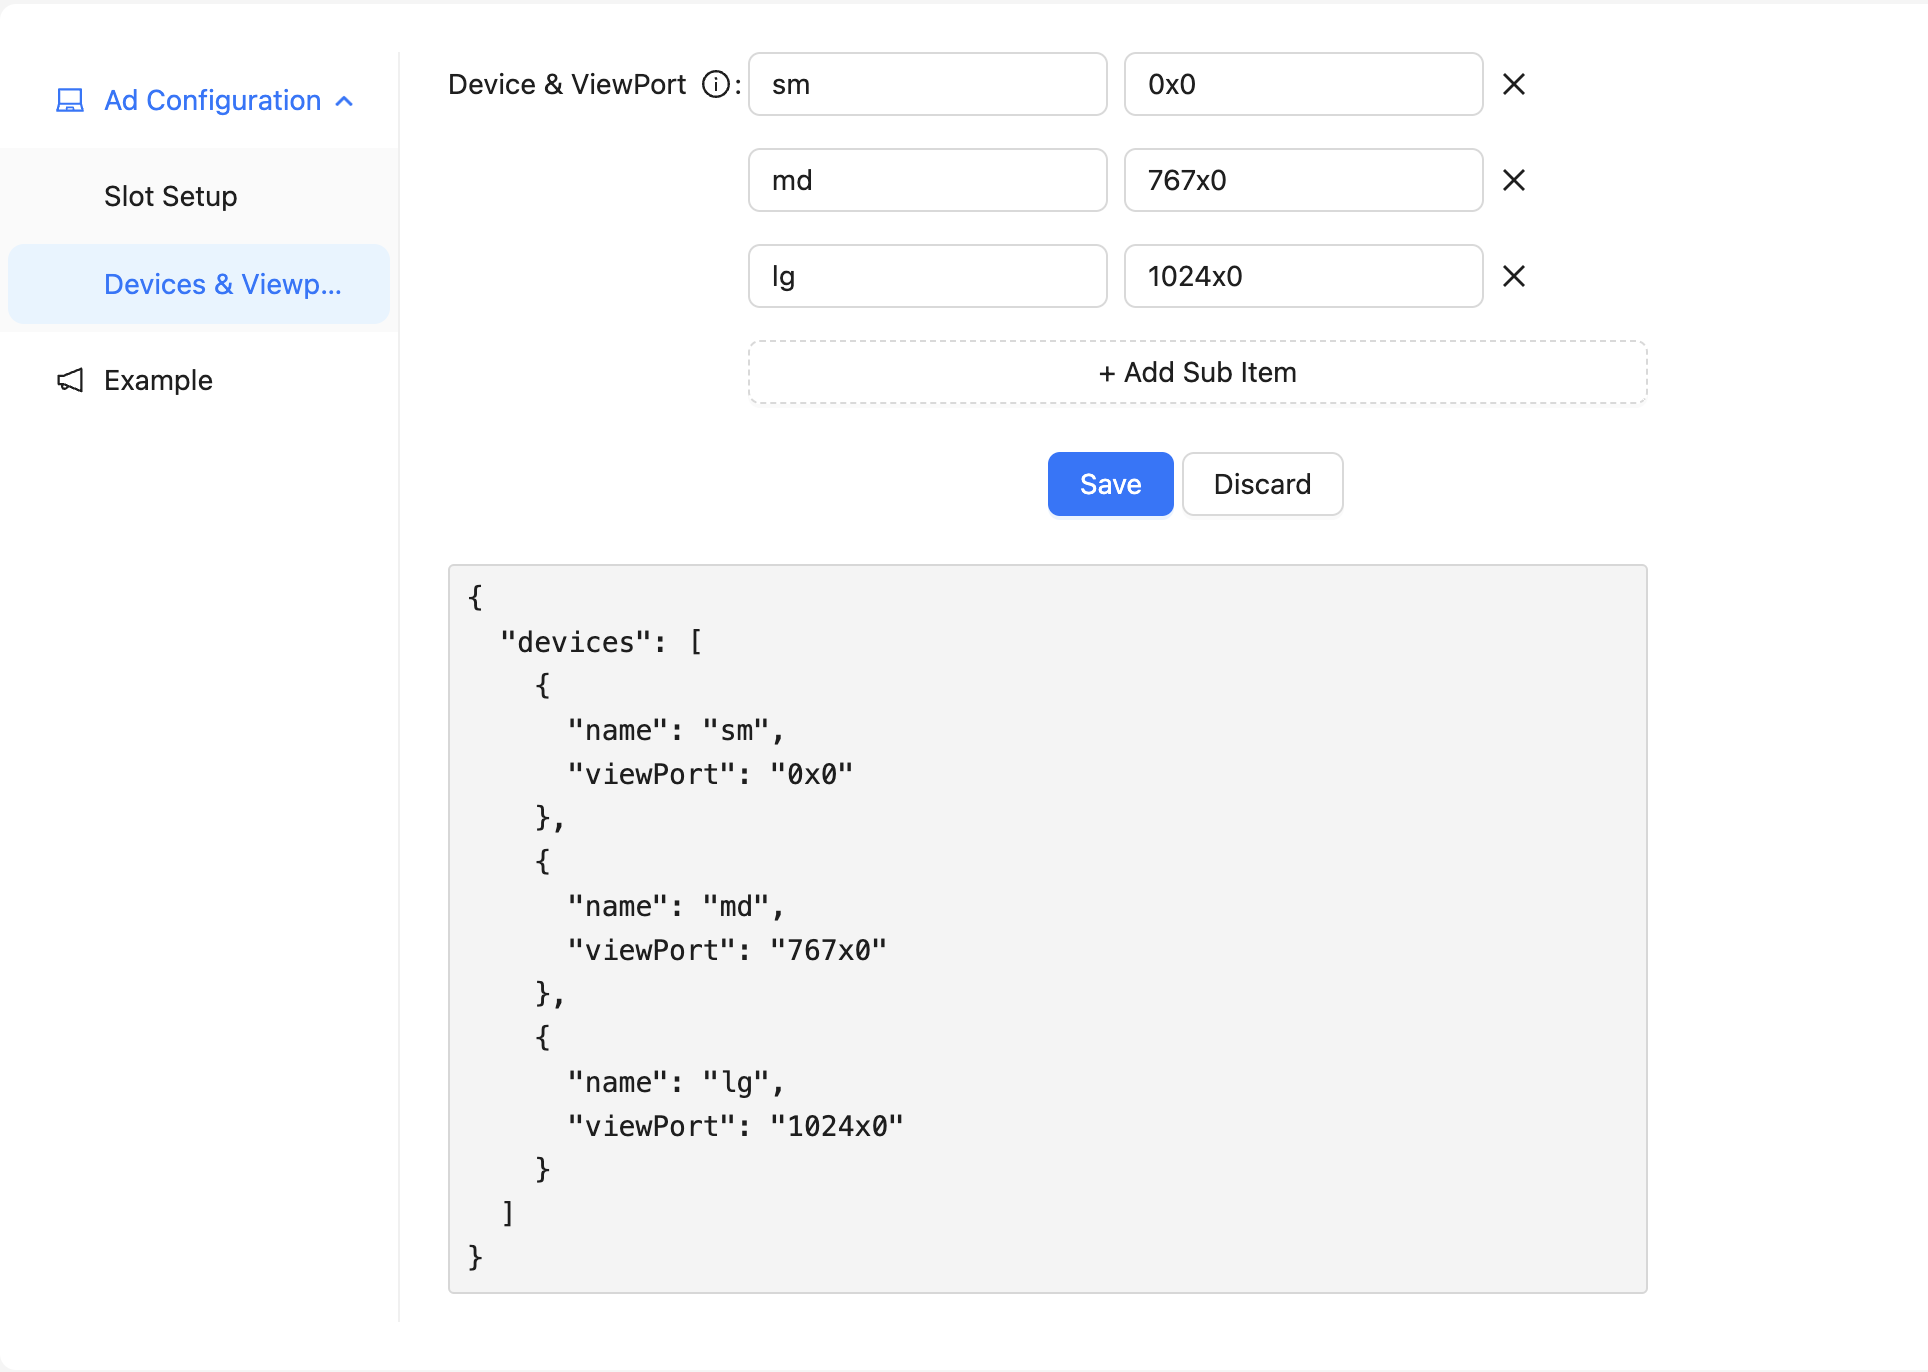 Ad Configuration
Slot Setup
Devices & Viewp...
Example
Device & ViewPort :
sm 0x0
md 767x0
lg 1024x0
+ Add Sub Item
Save Discard
{
  "devices": [
    {
      "name": "sm",
      "viewPort": "0x0"
    },
    {
      "name": "md",
      "viewPort": "767x0"
    },
    {
      "name": "lg",
      "viewPort": "1024x0"
    }
  ]
}